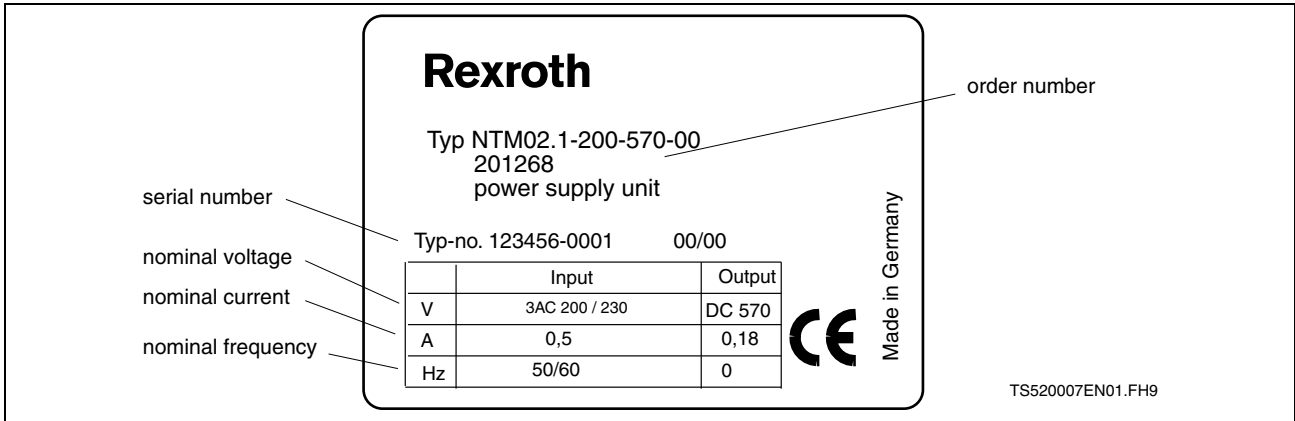 Rexroth
order number
Typ NTM02.1-200-570-00
201268
power supply unit
serial number
Typ-no. 123456-0001 00/00
nominal voltage
Input Output
nominal current
V 3AC 200 / 230 DC 570
A 0,5 0,18
nominal frequency
Hz 50/60 0
Made in Germany
CE
TS520007EN01.FH9